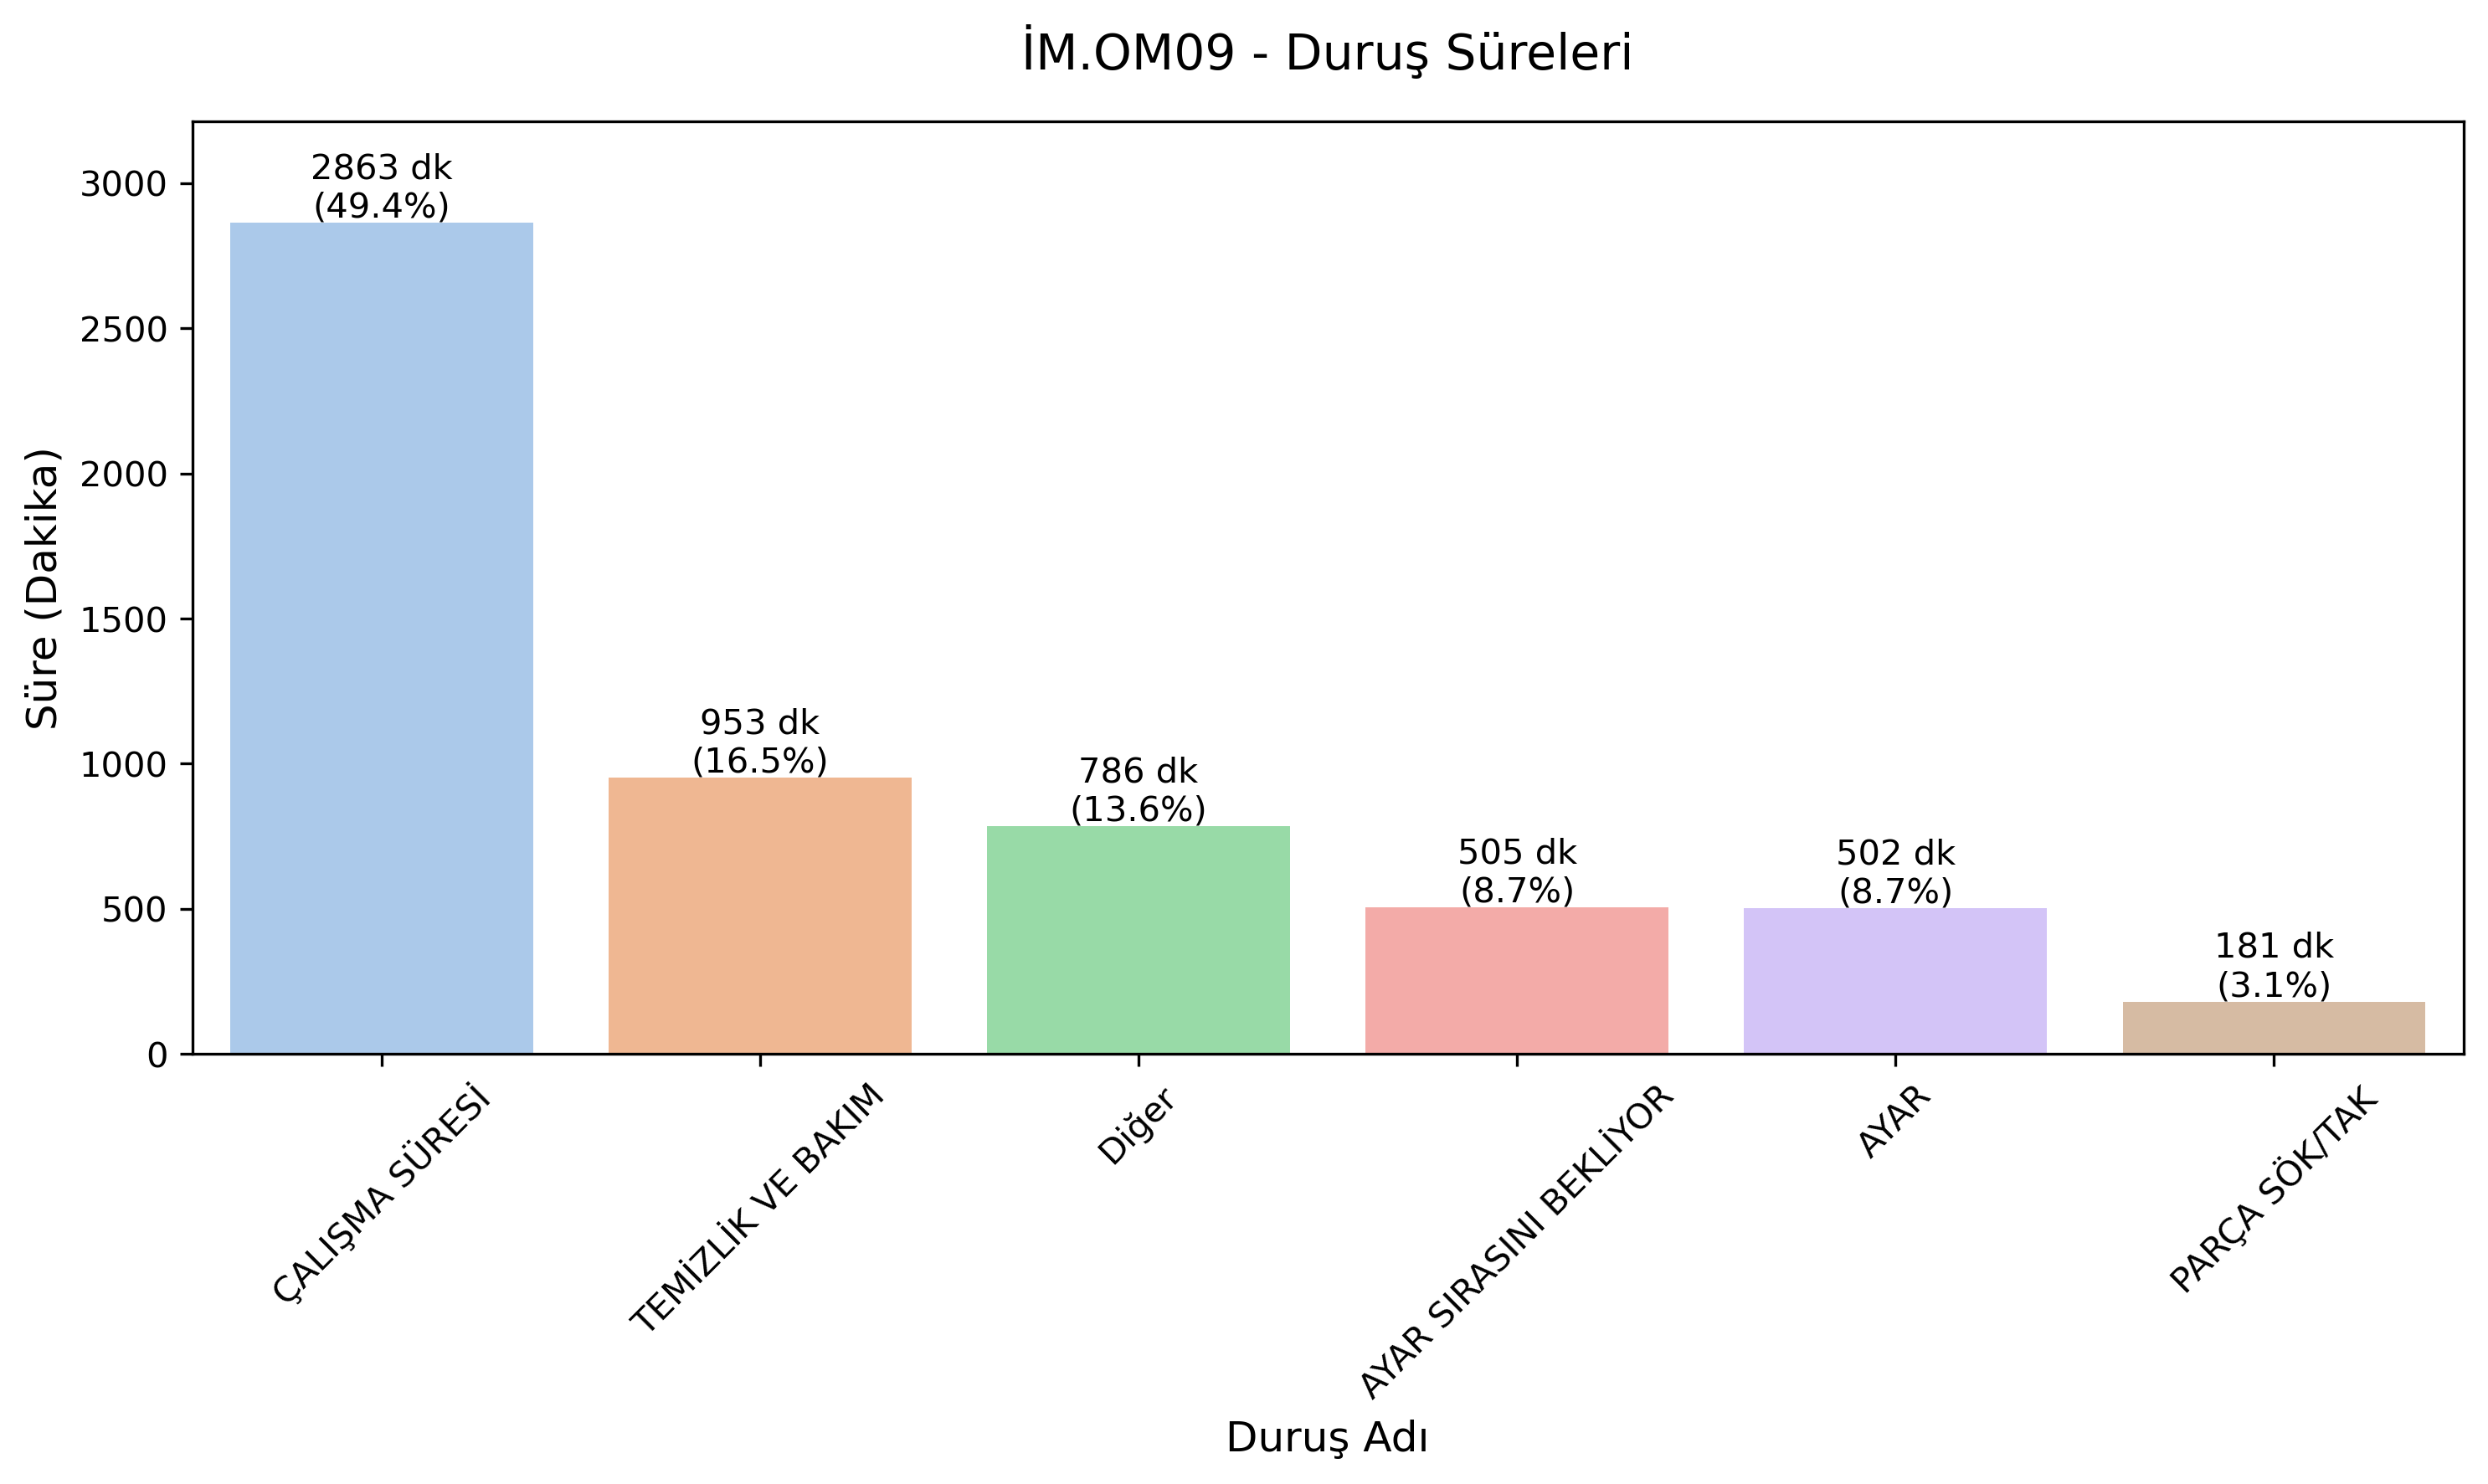 İM.OM09 - Duruş Süreleri
Süre (Dakika)
3000
2500
2000
1500
1000
500
0
2863 dk
(49.4%)
953 dk
(16.5%)
786 dk
(13.6%)
505 dk
(8.7%)
502 dk
(8.7%)
181 dk
(3.1%)
ÇALIŞMA SÜRESİ
TEMİZLİK VE BAKIM
Diğer
AYAR SIRASINI BEKLİYOR
AYAR
PARÇA SÖK/TAK
Duruş Adı